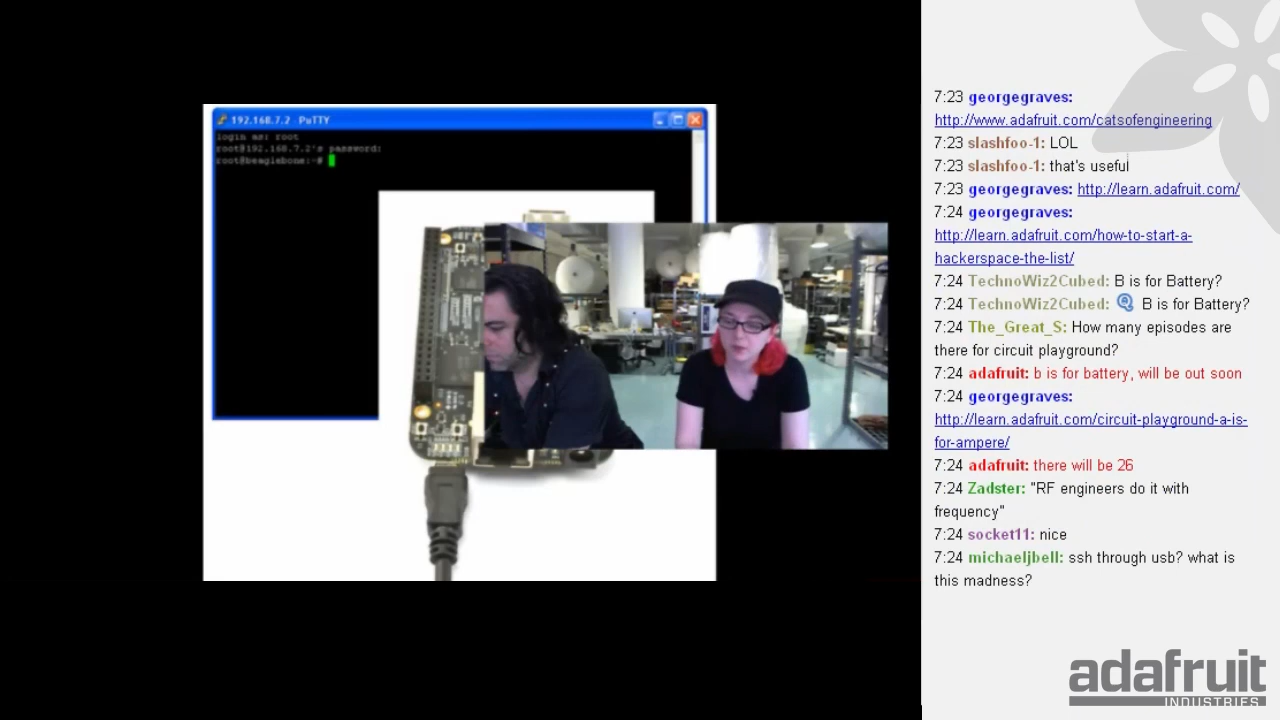 192.168.7.2 - PuTTY
login as: root
root@192.168.7.2's password:
root@beaglebone:~#
7:23 georgegraves:
http://www.adafruit.com/catsofengineering
7:23 slashfoo-1: LOL
7:23 slashfoo-1: that's useful
7:23 georgegraves: http://learn.adafruit.com/
7:24 georgegraves:
http://learn.adafruit.com/how-to-start-a-
hackerspace-the-list/
7:24 TechnoWiz2Cubed: B is for Battery?
7:24 TechnoWiz2Cubed: Q B is for Battery?
7:24 The_Great_S: How many episodes are
there for circuit playground?
7:24 adafruit: b is for battery, will be out soon
7:24 georgegraves:
http://learn.adafruit.com/circuit-playground-a-is-
for-ampere/
7:24 adafruit: there will be 26
7:24 Zadster: "RF engineers do it with
frequency"
7:24 socket11: nice
7:24 michaeljbell: ssh through usb? what is
this madness?
adafruit
INDUSTRIES